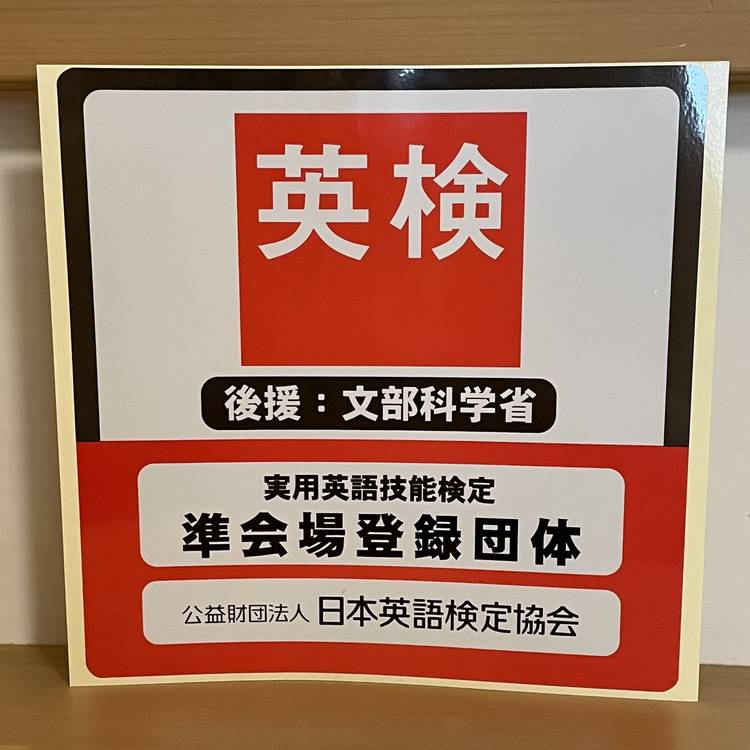 英検
後援：文部科学省
実用英語技能検定
準会場登録団体
公益財団法人 日本英語検定協会